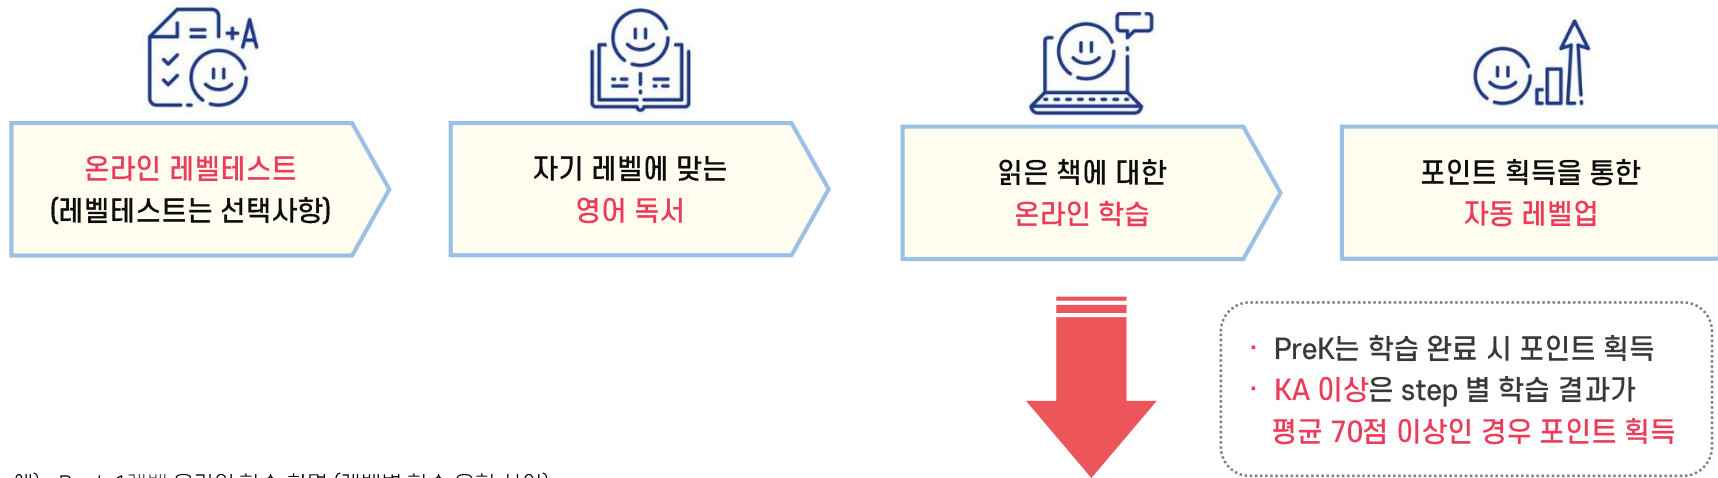 =+A
온라인 레벨테스트
(레벨테스트는 선택사항)
자기 레벨에 맞는
영어 독서
읽은 책에 대한
온라인 학습
포인트 획득을 통한
자동 레벨업
· PreK는 학습 완료 시 포인트 획득
· KA 이상은 step 별 학습 결과가
평균 70점 이상인 경우 포인트 획득